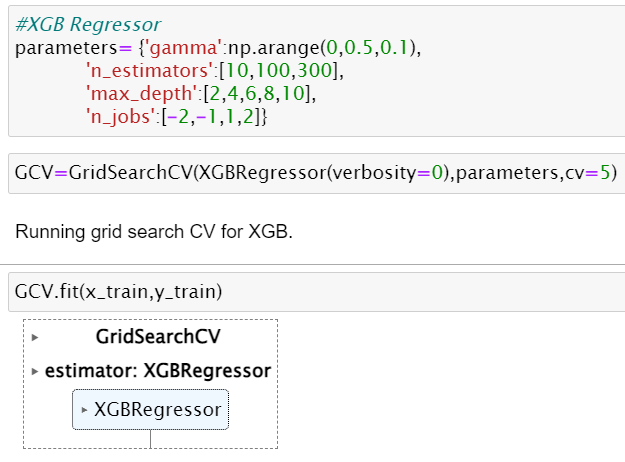 #XGB Regressor
parameters= {'gamma':np.arange(0,0.5,0.1),
'n_estimators':[10,100,300],
'max_depth':[2,4,6,8,10],
'n_jobs':[-2,-1,1,2]}
GCV=GridSearchCV(XGBRegressor(verbosity=0),parameters,cv=5)
Running grid search CV for XGB.
GCV.fit(x_train,y_train)
GridSearchCV
estimator: XGBRegressor
XGBRegressor